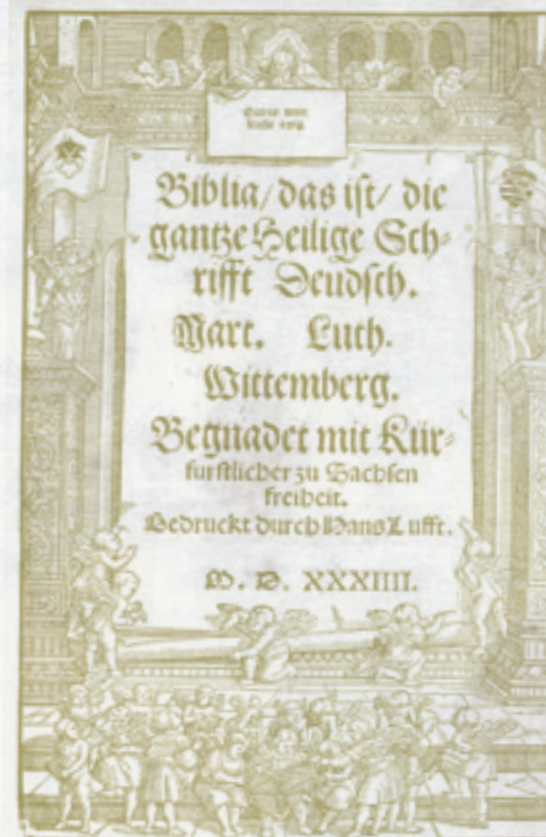 Biblia/ das ist/ die
gantze Heilige Sch⸗
rifft Deudsch.
Mart. Luth.
Wittemberg.
Begnadet mit Kür⸗
furstlicher zu Sachsen
freiheit.
Gedruckt durch Hans Lufft.
M. D. XXXIIII.